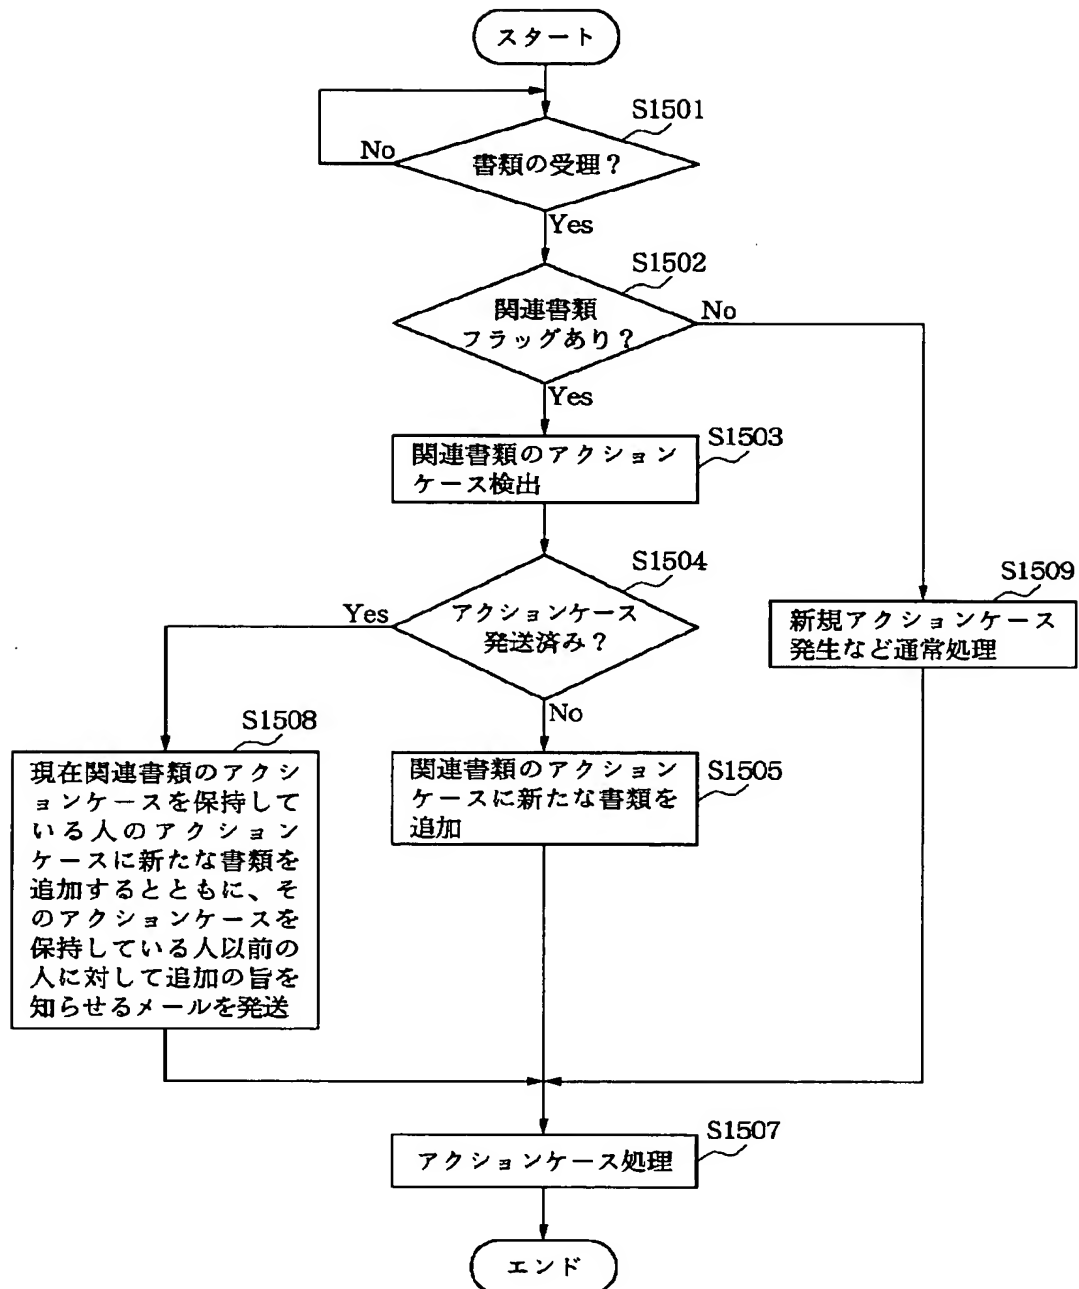 スタート
S1501
書類の受理？
No
Yes
S1502
関連書類
フラッグあり？
No
Yes
S1503
関連書類のアクション
ケース検出
S1504
アクションケース
発送済み？
Yes
No
S1509
新規アクションケース
発生など通常処理
S1508
現在関連書類のアクシ
ョンケースを保持して
いる人のアクション
ケースに新たな書類を
追加するとともに、そ
のアクションケースを
保持している人以前の
人に対して追加の旨を
知らせるメールを発送
S1505
関連書類のアクション
ケースに新たな書類を
追加
S1507
アクションケース処理
エンド